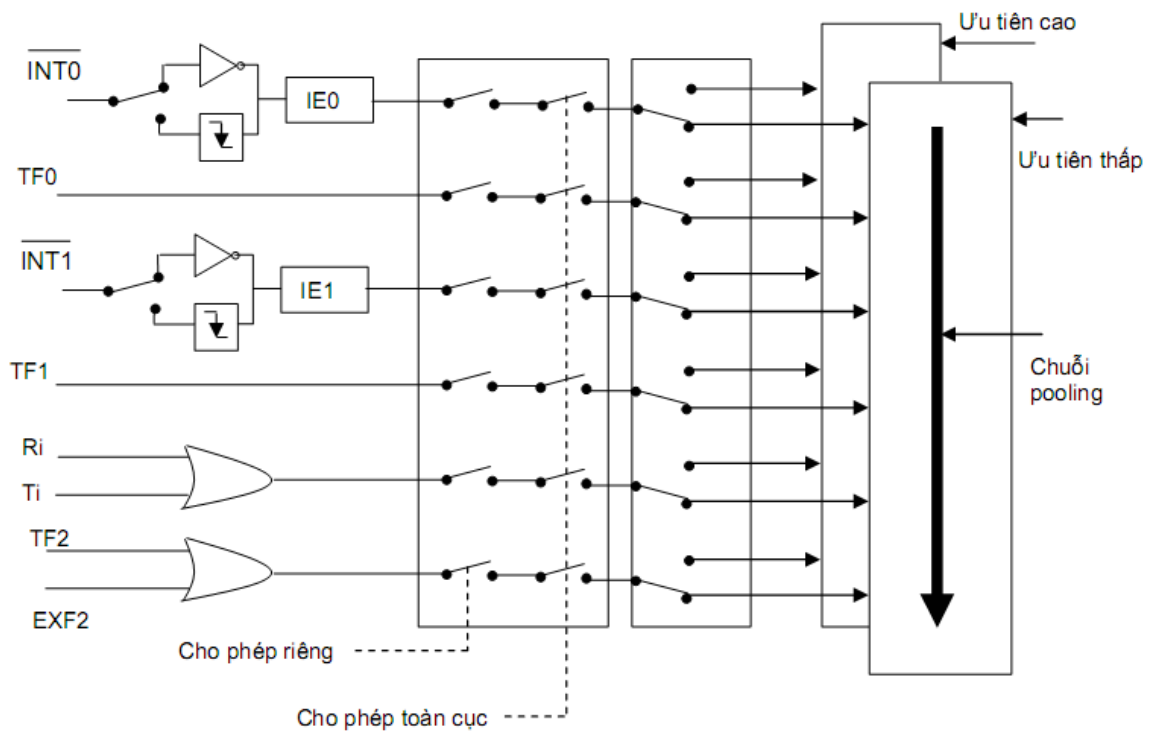 Ưu tiên cao
INT0
IE0
Ưu tiên thấp
TF0
INT1
IE1
TF1
Chuỗi
pooling
Ri
Ti
TF2
EXF2
Cho phép riêng
Cho phép toàn cục